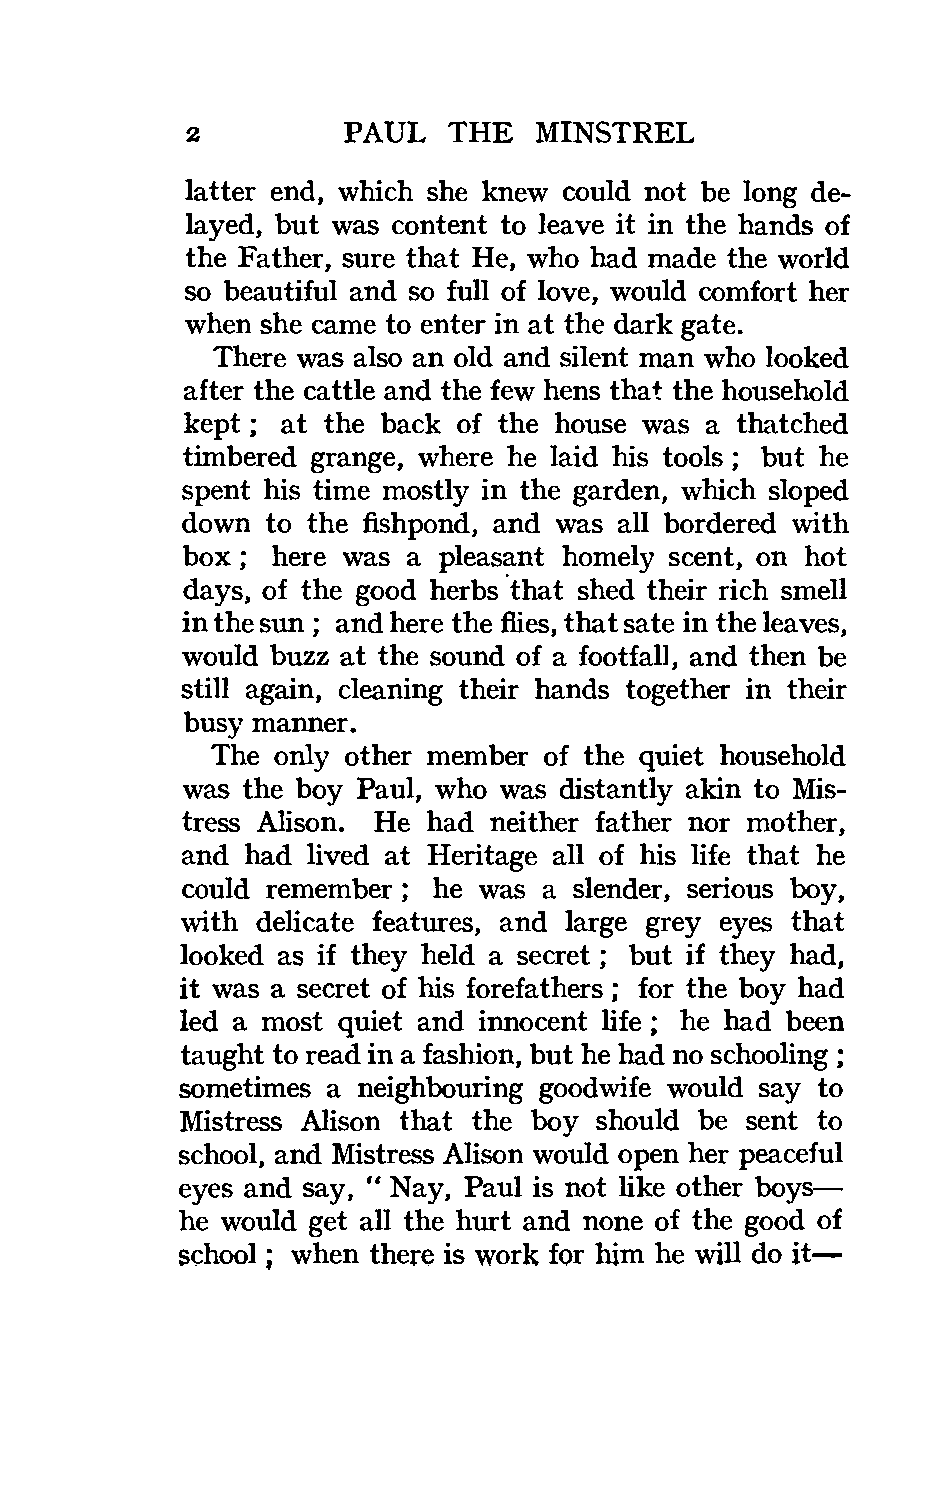 2 PAUL THE MINSTREL
latter end, which she knew could not be long de-
layed, but was content to leave it in the hands of
the Father, sure that He, who had made the world
so beautiful and so full of love, would comfort her
when she came to enter in at the dark gate.
There was also an old and silent man who looked
after the cattle and the few hens that the household
kept ; at the back of the house was a thatched
timbered grange, where he laid his tools ; but he
spent his time mostly in the garden, which sloped
down to the fishpond, and was all bordered with
box ; here was a pleasant homely scent, on hot
days, of the good herbs that shed their rich smell
in the sun ; and here the flies, that sate in the leaves,
would buzz at the sound of a footfall, and then be
still again, cleaning their hands together in their
busy manner.
The only other member of the quiet household
was the boy Paul, who was distantly akin to Mis-
tress Alison. He had neither father nor mother,
and had lived at Heritage all of his life that he
could remember ; he was a slender, serious boy,
with delicate features, and large grey eyes that
looked as if they held a secret ; but if they had,
it was a secret of his forefathers ; for the boy had
led a most quiet and innocent life ; he had been
taught to read in a fashion, but he had no schooling ;
sometimes a neighbouring goodwife would say to
Mistress Alison that the boy should be sent to
school, and Mistress Alison would open her peaceful
eyes and say, " Nay, Paul is not like other boys—
he would get all the hurt and none of the good of
school ; when there is work for him he will do it—